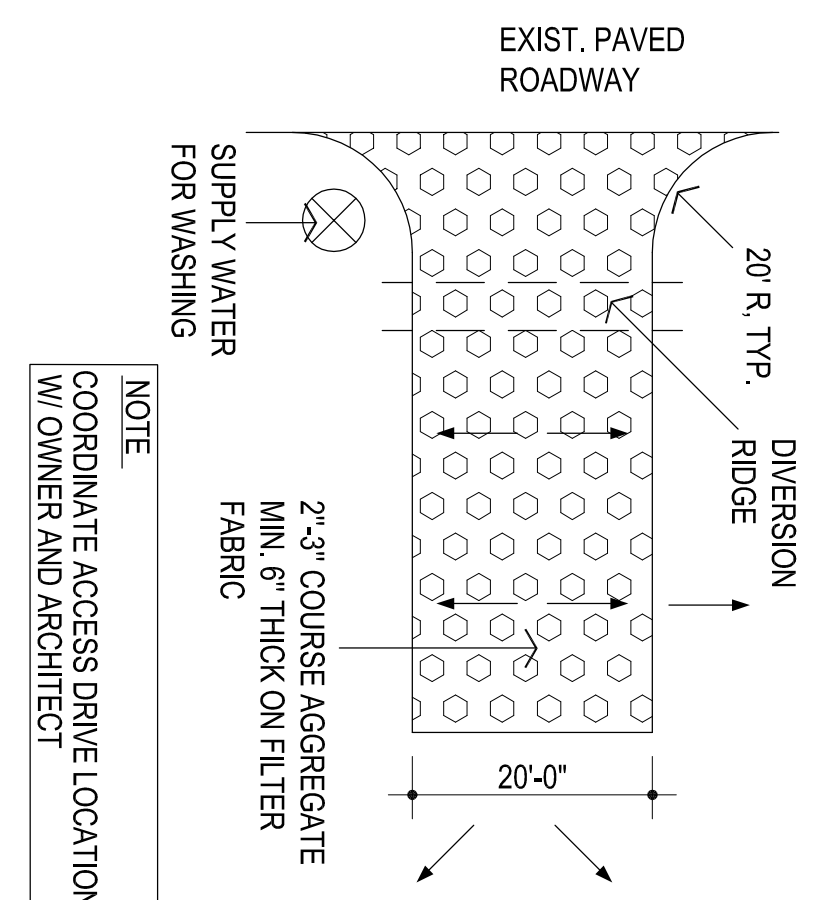 EXIST. PAVED
ROADWAY
SUPPLY WATER
FOR WASHING
20' R, TYP.
DIVERSION
RIDGE
2"-3" COURSE AGGREGATE
MIN. 6" THICK ON FILTER
FABRIC
20'-0"
NOTE
COORDINATE ACCESS DRIVE LOCATION
W/ OWNER AND ARCHITECT